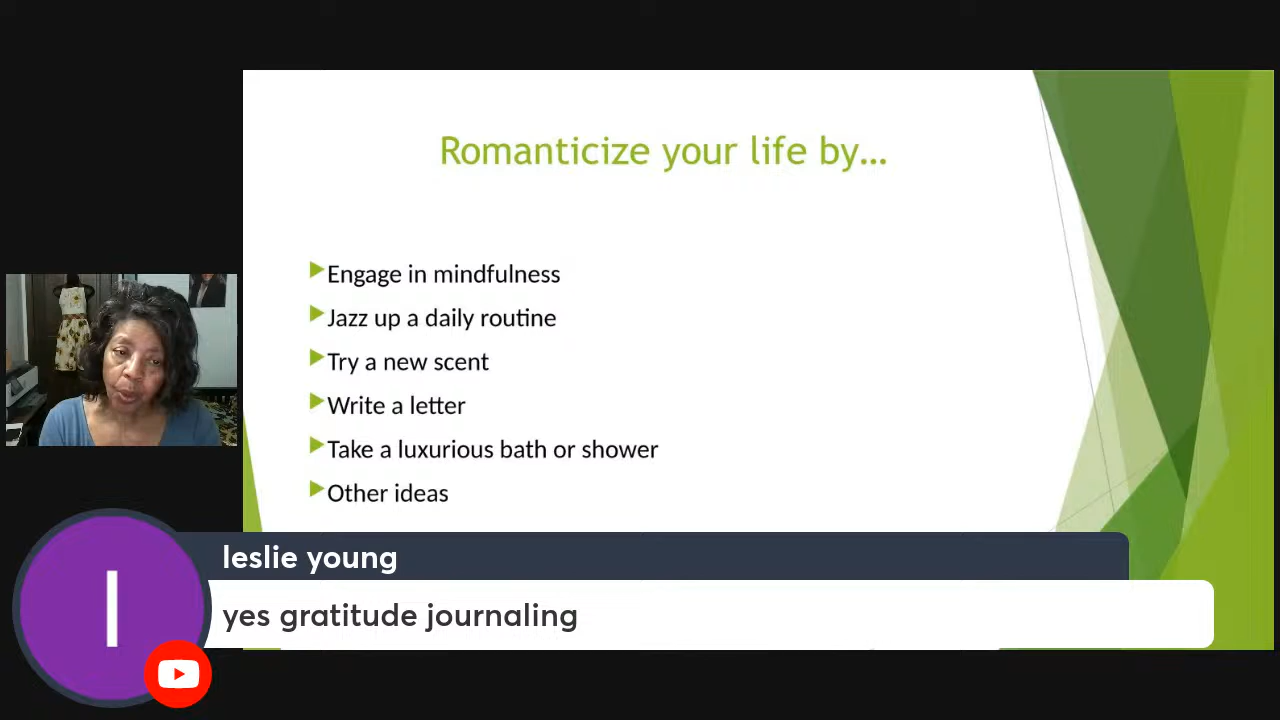 Romanticize your life by...
Engage in mindfulness
Jazz up a daily routine
Try a new scent
Write a letter
Take a luxurious bath or shower
Other ideas
l
leslie young
yes gratitude journaling